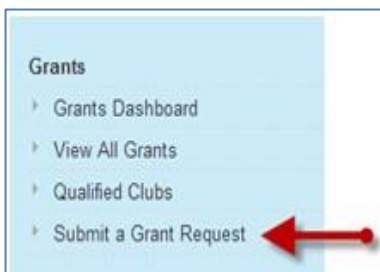 Grants
Grants Dashboard
View All Grants
Qualified Clubs
Submit a Grant Request